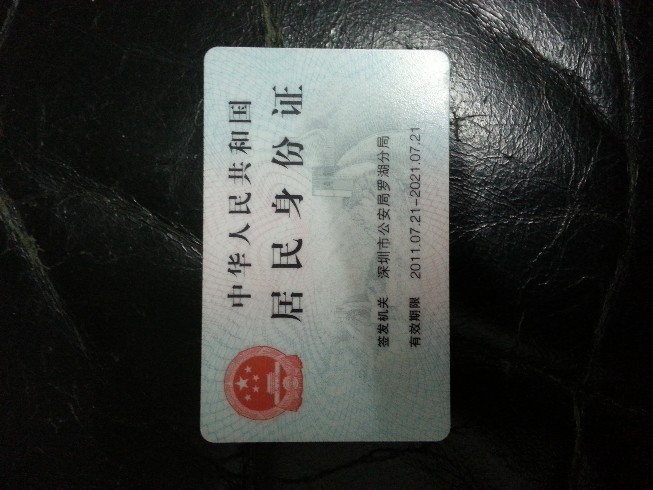 中华人民共和国
居民身份证
签发机关 深圳市公安局罗湖分局
有效期限 2011.07.21-2021.07.21